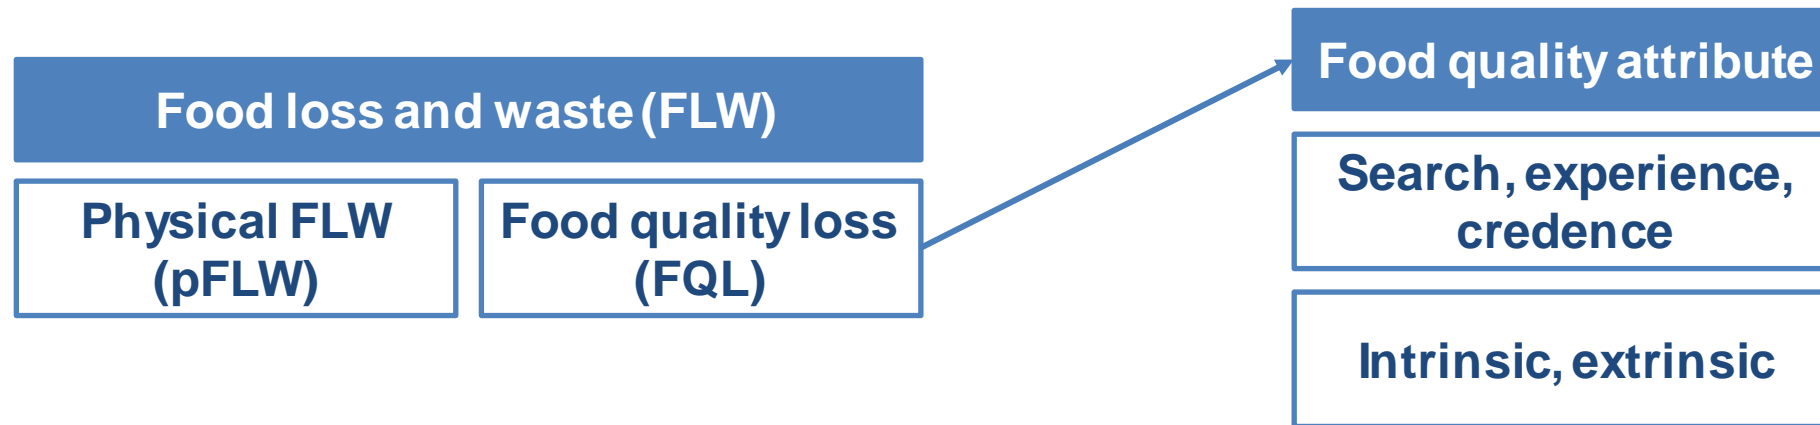 Food loss and waste (FLW)
Physical FLW
(pFLW)
Food quality loss
(FQL)
Food quality attribute
Search, experience,
credence
Intrinsic, extrinsic